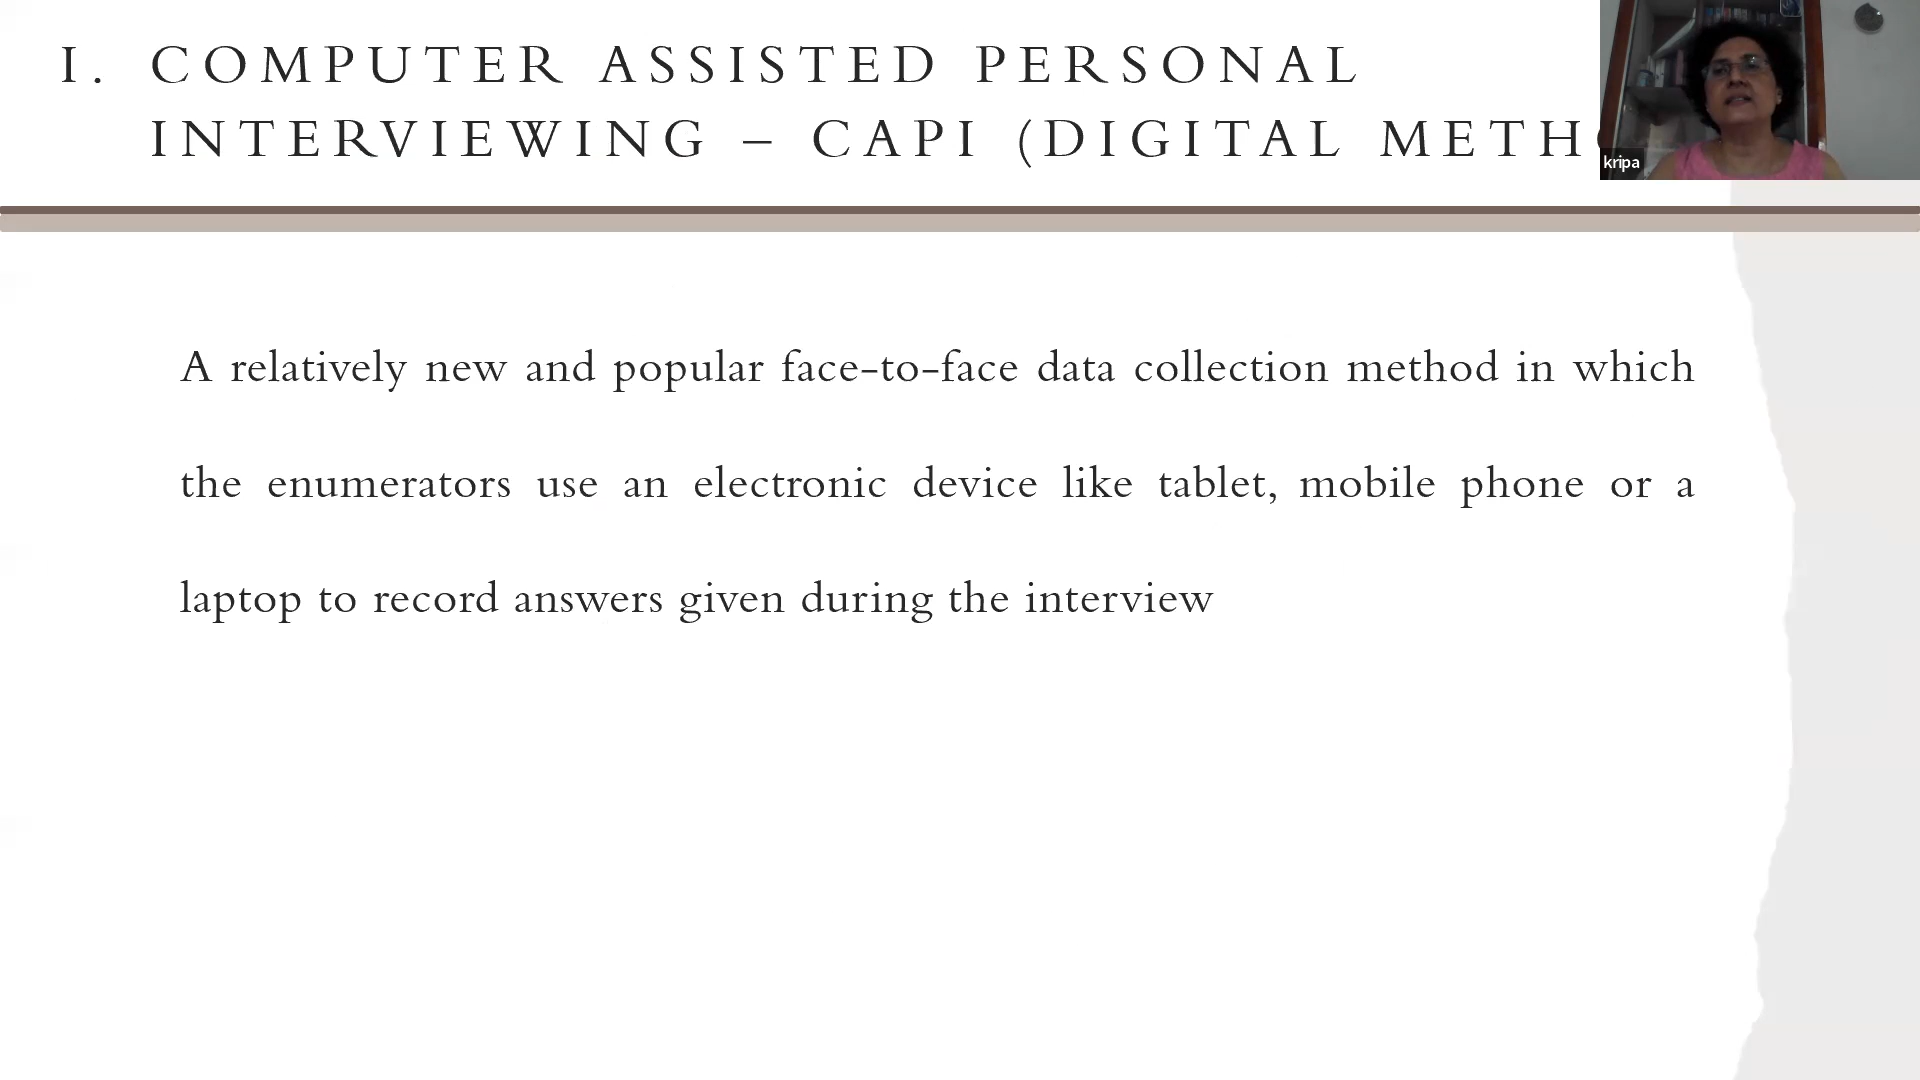 I. COMPUTER ASSISTED PERSONAL
INTERVIEWING – CAPI (DIGITAL
kripa
A relatively new and popular face-to-face data collection method in which
the enumerators use an electronic device like tablet, mobile phone or a
laptop to record answers given during the interview